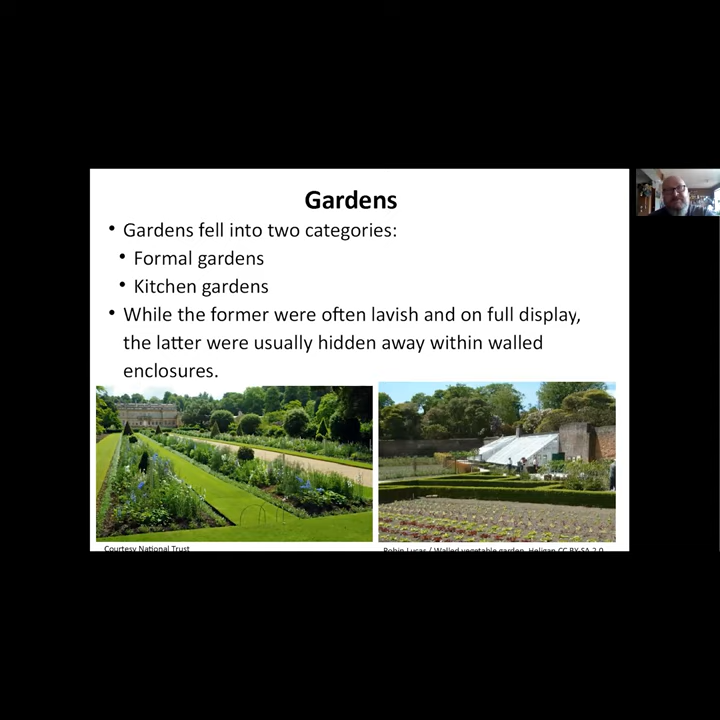 Gardens
• Gardens fell into two categories:
• Formal gardens
• Kitchen gardens
• While the former were often lavish and on full display,
the latter were usually hidden away within walled
enclosures.
Courtesy National Trust
Robin Lucas / Walled vegetable garden, Heligan CC BY-SA 2.0